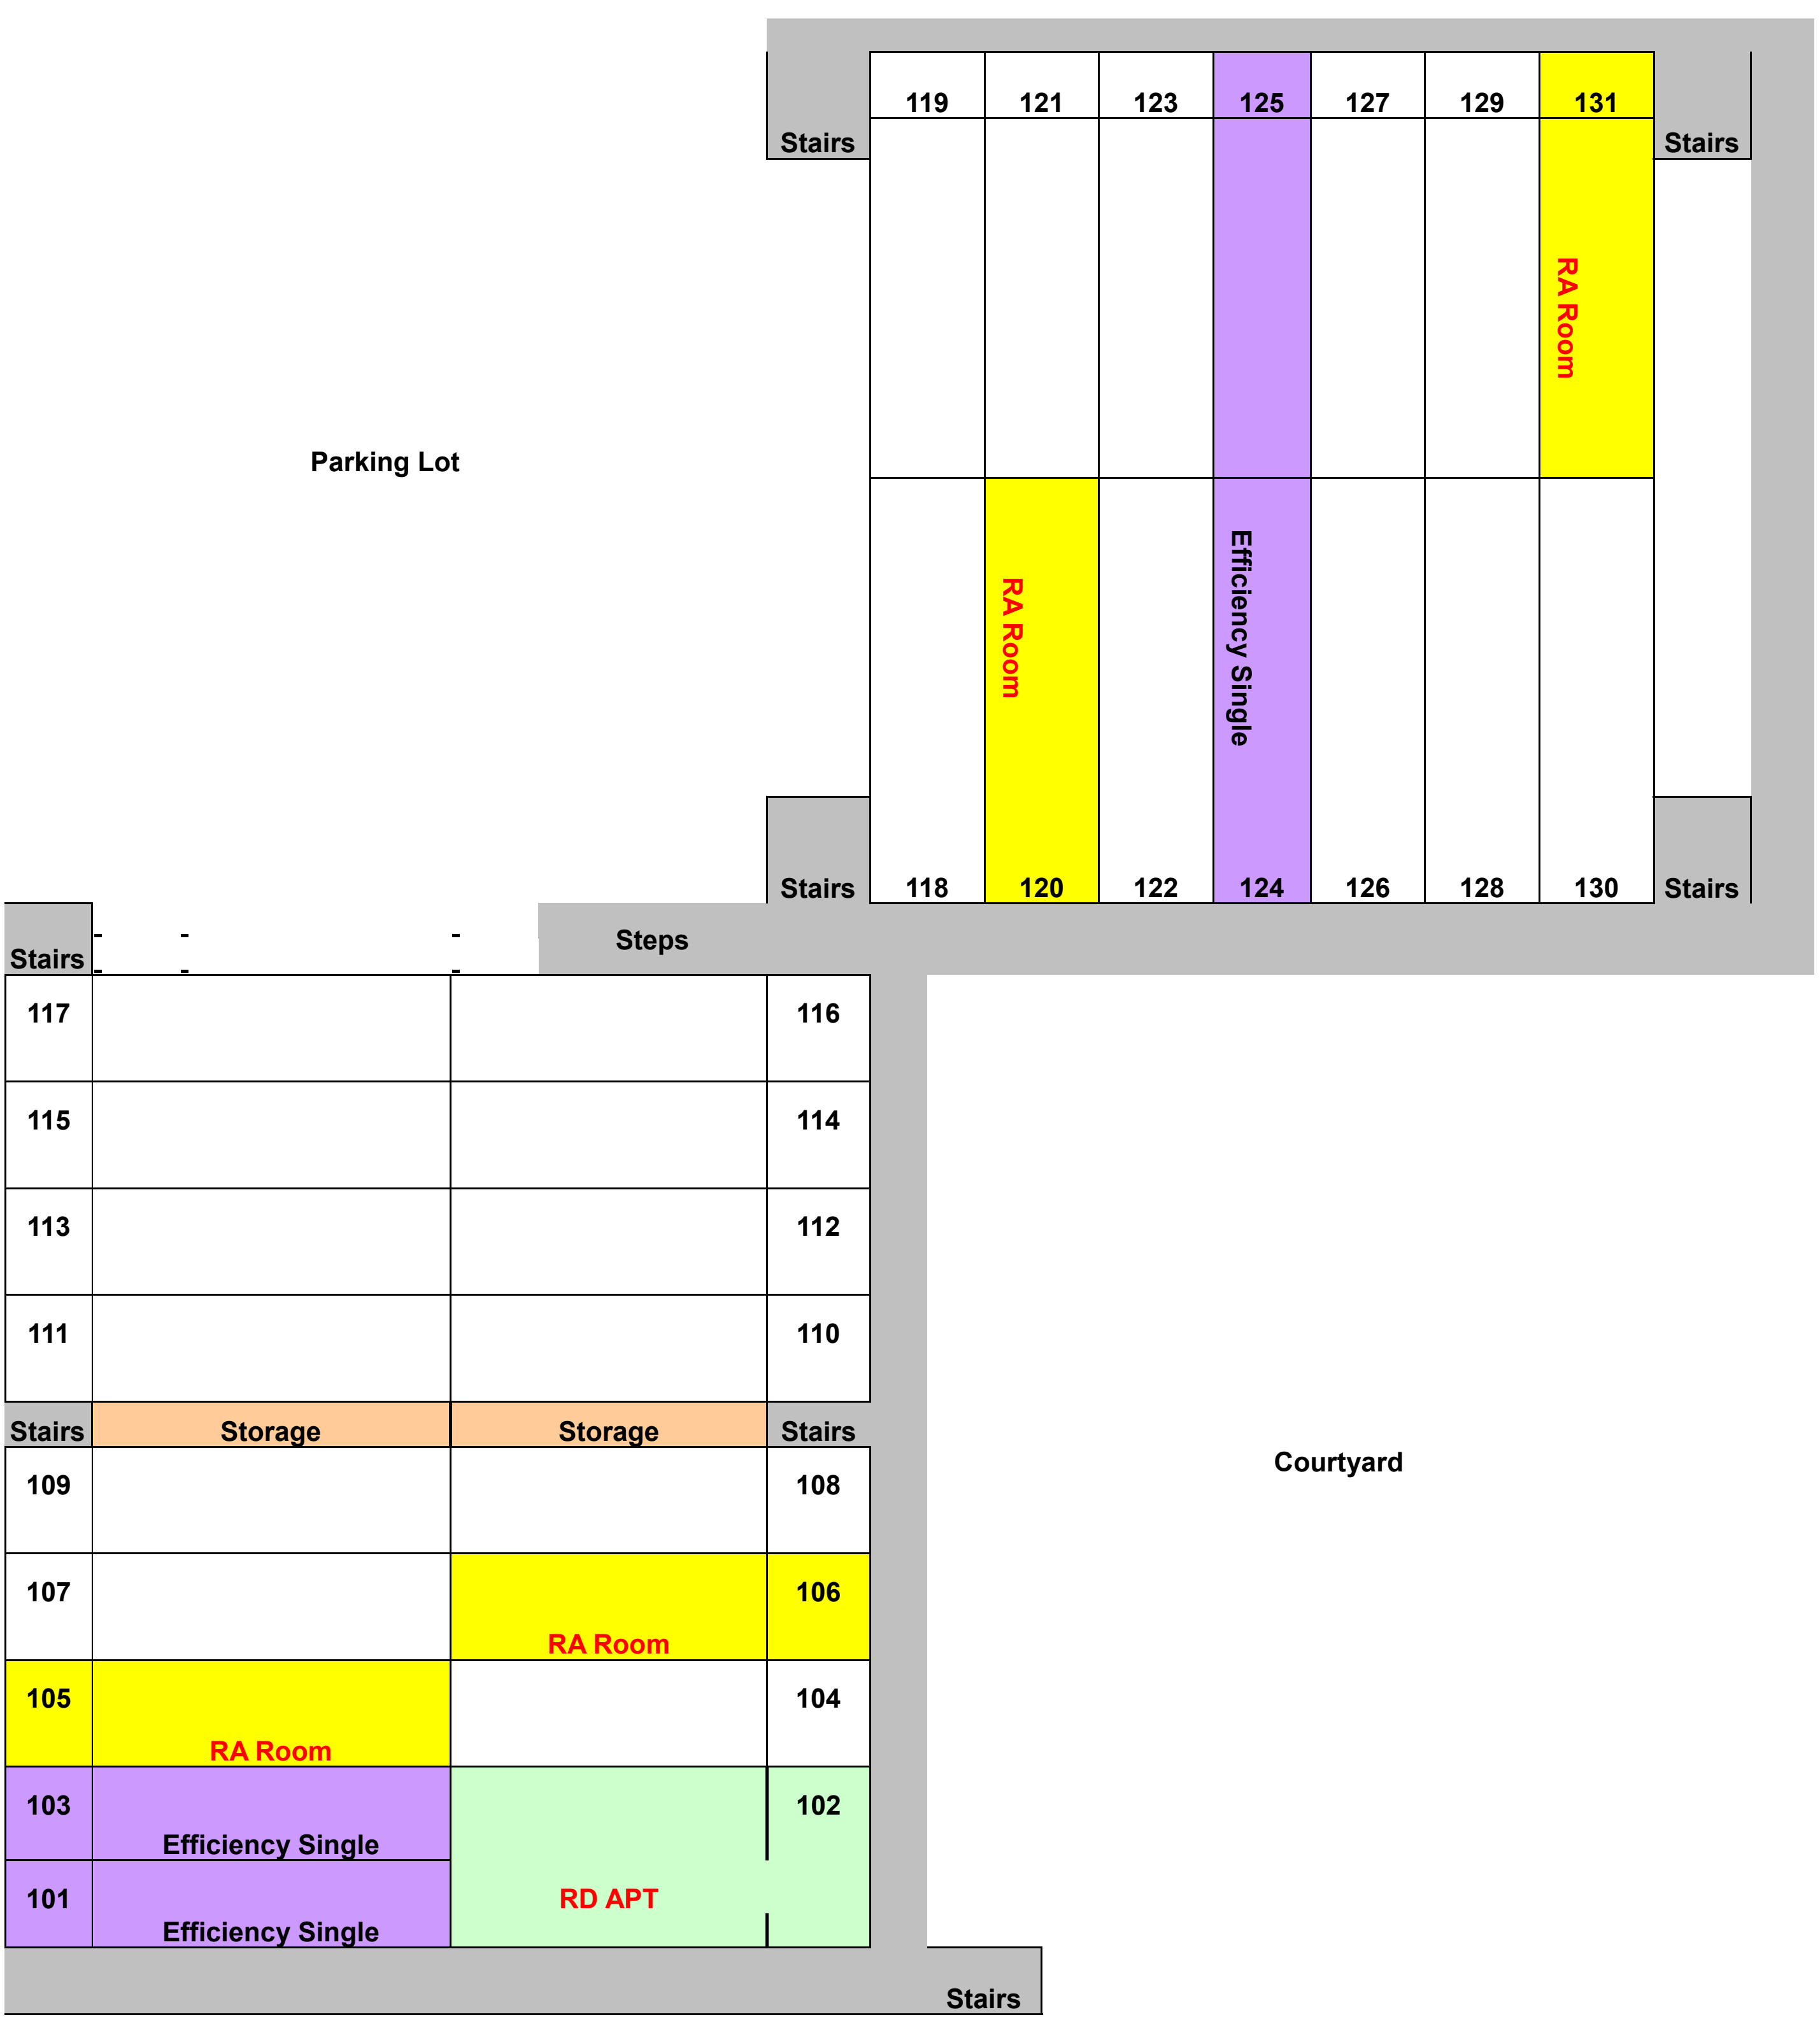 119 121 123 125 127 129 131
Stairs Stairs
RA Room
Parking Lot
Efficiency Single
RA Room
Stairs 118 120 122 124 126 128 130 Stairs
Steps
Stairs
117 116
115 114
113 112
111 110
Stairs Storage Storage Stairs
Courtyard
109 108
107 106
RA Room
105 104
RA Room
103 102
Efficiency Single
101 RD APT
Efficiency Single
Stairs